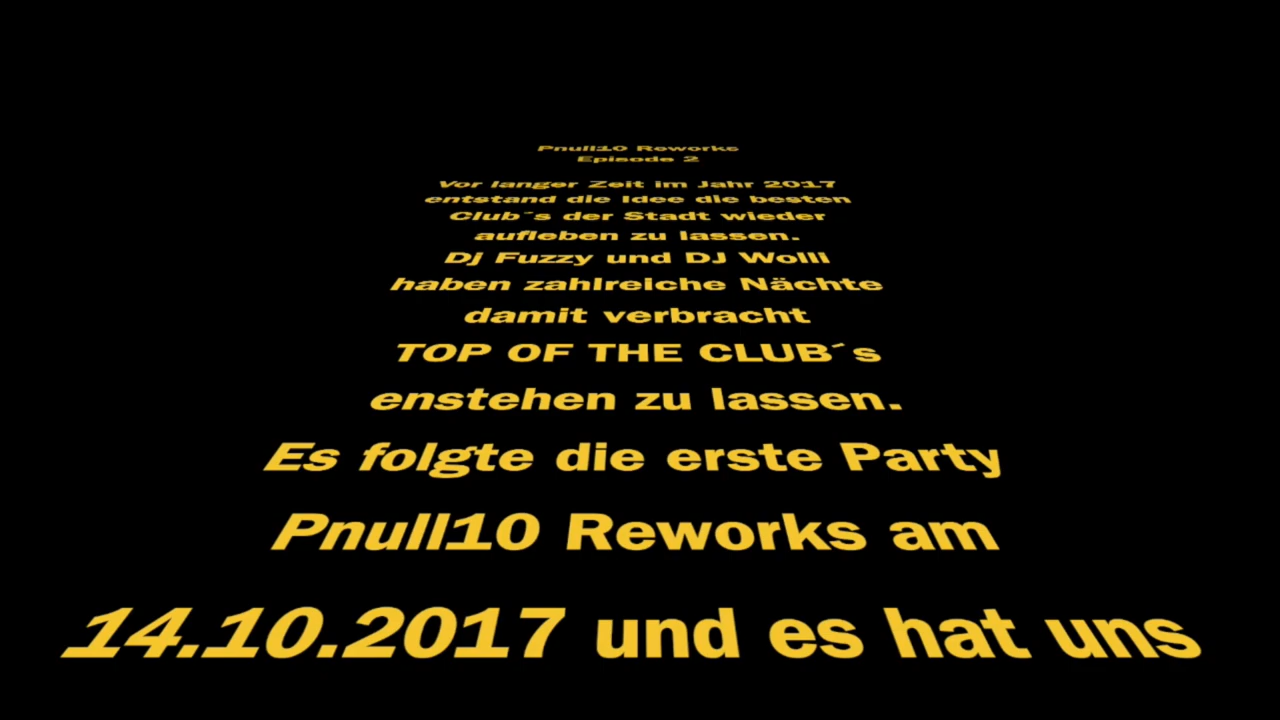 Pnull10 Reworks
Episode 2
Vor langer Zeit im Jahr 2017
entstand die Idee die besten
Club´s der Stadt wieder
aufleben zu lassen.
Dj Fuzzy und DJ Wolli
haben zahlreiche Nächte
damit verbracht
TOP OF THE CLUB´s
enstehen zu lassen.
Es folgte die erste Party
Pnull10 Reworks am
14.10.2017 und es hat uns